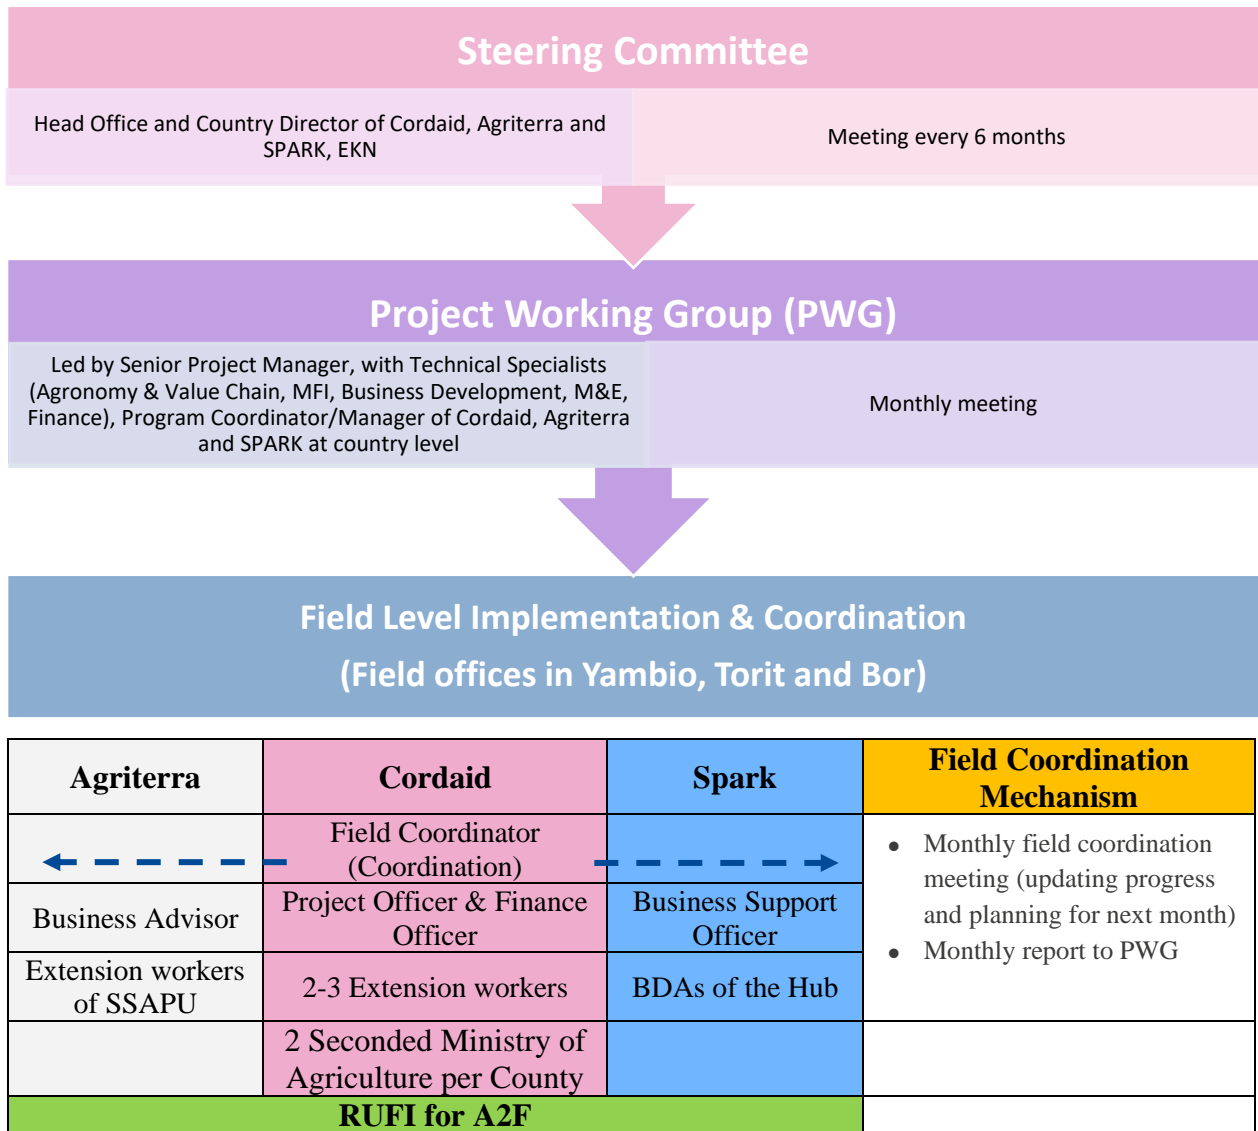 Steering Committee
Head Office and Country Director of Cordaid, Agriterra and
SPARK, EKN
Meeting every 6 months
Project Working Group (PWG)
Led by Senior Project Manager, with Technical Specialists
(Agronomy & Value Chain, MFI, Business Development, M&E,
Finance), Program Coordinator/Manager of Cordaid, Agriterra
and SPARK at country level
Monthly meeting
Field Level Implementation & Coordination
(Field offices in Yambio, Torit and Bor)
Agriterra
Cordaid
Spark
Field Coordination
Mechanism
Field Coordinator
(Coordination)
• Monthly field coordination
meeting (updating progress
and planning for next month)
• Monthly report to PWG
Business Advisor
Project Officer & Finance
Officer
Business Support
Officer
Extension workers
of SSAPU
2-3 Extension workers
BDAs of the Hub
2 Seconded Ministry of
Agriculture per County
RUFI for A2F